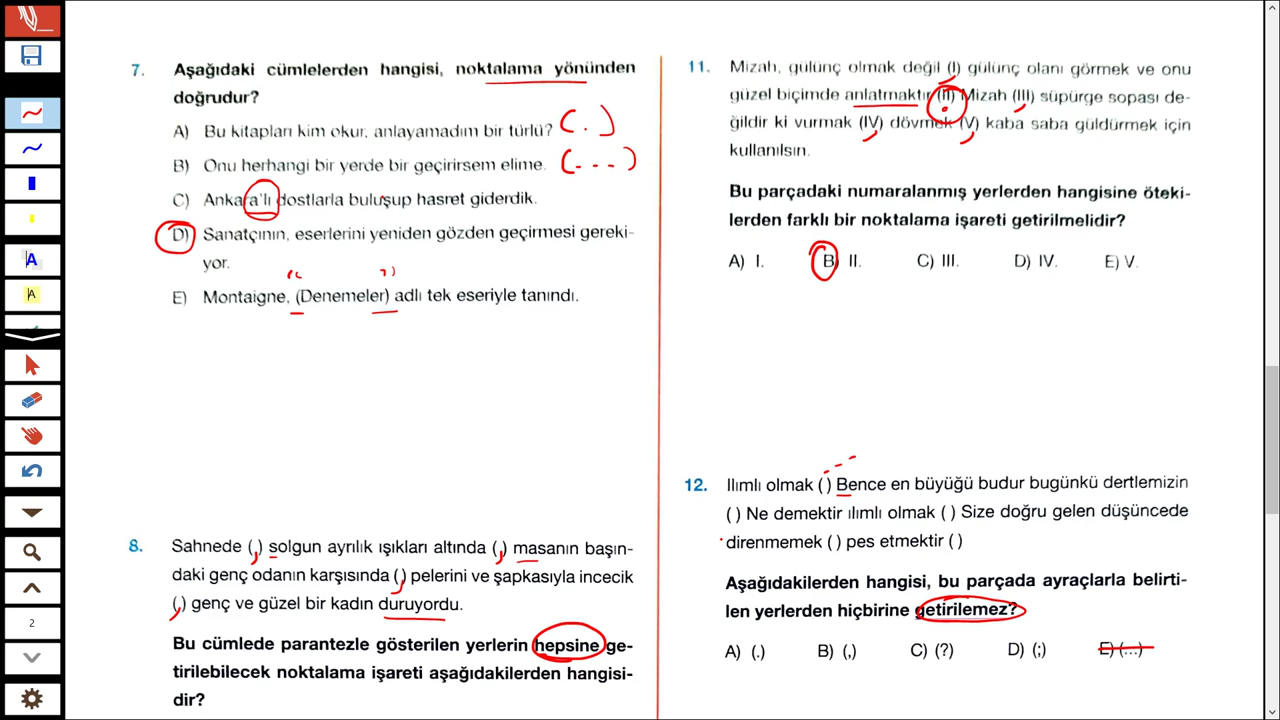 7. Aşağıdaki cümlelerden hangisi, noktalama yönünden
doğrudur?
A) Bu kitapları kim okur, anlayamadım bir türlü? (.)
B) Onu herhangi bir yerde bir geçirirsem elime. (...)
C) Ankara'lı dostlarla buluşup hasret giderdik.
D) Sanatçının, eserlerini yeniden gözden geçirmesi gereki-
yor.
E) Montaigne, (Denemeler) adlı tek eseriyle tanındı.
8. Sahnede (,) solgun ayrılık ışıkları altında (,) masanın başın-
daki genç odanın karşısında (,) pelerini ve şapkasıyla incecik
(,) genç ve güzel bir kadın duruyordu.
Bu cümlede parantezle gösterilen yerlerin hepsine ge-
tirilebilecek noktalama işareti aşağıdakilerden hangisi-
dir?
11. Mizah, gülünç olmak değil (I) gülünç olanı görmek ve onu
güzel biçimde anlatmaktır (II) Mizah (III) süpürge sopası de-
ğildir ki vurmak (IV) dövmek (V) kaba saba güldürmek için
kullanılsın.
Bu parçadaki numaralanmış yerlerden hangisine öteki-
lerden farklı bir noktalama işareti getirilmelidir?
A) I. B) II. C) III. D) IV. E) V.
12. Ilımlı olmak () Bence en büyüğü budur bugünkü dertlemizin
( ) Ne demektir ılımlı olmak ( ) Size doğru gelen düşüncede
direnmemek ( ) pes etmektir ( )
Aşağıdakilerden hangisi, bu parçada ayraçlarla belirti-
len yerlerden hiçbirine getirilemez?
A) (.) B) (,) C) (?) D) (;) E) (...)
A
A
2